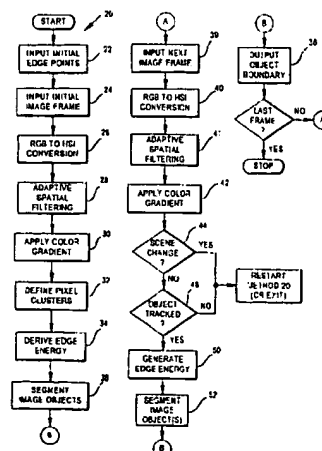 START
20
INPUT INITIAL
EDGE POINTS
22
INPUT INITIAL
IMAGE FRAME
24
RGB TO HSI
CONVERSION
26
ADAPTIVE
SPATIAL
FILTERING
28
APPLY COLOR
GRADIENT
30
DEFINE PIXEL
CLUSTERS
32
DERIVE EDGE
ENERGY
34
SEGMENT
IMAGE OBJECTS
B
A
INPUT NEXT
IMAGE FRAME
39
RGB TO HSI
CONVERSION
40
ADAPTIVE
SPATIAL
FILTERING
41
APPLY COLOR
GRADIENT
42
SCENE
CHANGE
?
44
YES
NO
OBJECT
TRACKED
?
NO
YES
RESTART
METHOD 20
(OR EXIT)
GENERATE
EDGE ENERGY
50
SEGMENT
IMAGE
OBJECT(S)
52
B
B
OUTPUT
OBJECT
BOUNDARY
38
LAST
FRAME
?
NO
A
YES
STOP